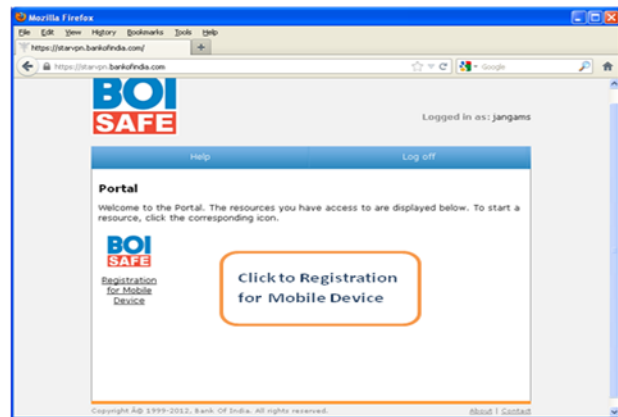 Mozilla Firefox
File Edit View History Bookmarks Tools Help
https://starvpn.bankofindia.com/ +
https://starvpn.bankofindia.com Google
BOI
SAFE
Logged in as: jangams
Help Log off
Portal
Welcome to the Portal. The resources you have access to are displayed below. To start a
resource, click the corresponding icon.
BOI
SAFE
Registration
for Mobile
Device
Click to Registration
for Mobile Device
Copyright © 1999-2012, Bank Of India. All rights reserved. About | Contact